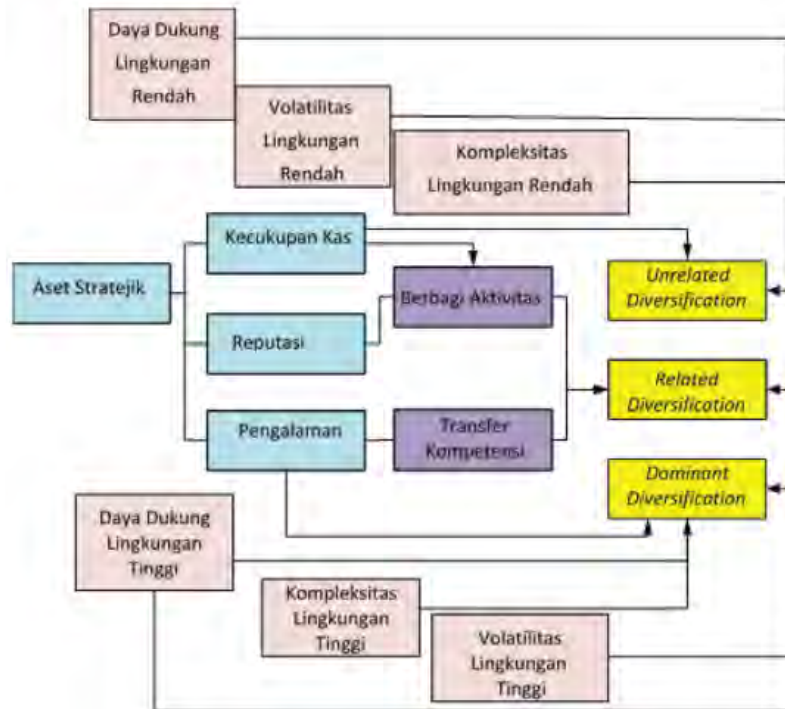 Daya Dukung
Lingkungan
Rendah
Volatilitas
Lingkungan
Rendah
Kompleksitas
Lingkungan Rendah
Aset Stratejik
Kecukupan Kas
Reputasi
Pengalaman
Berbagi Aktivitas
Transfer
Kompetensi
Unrelated
Diversification
Related
Diversification
Dominant
Diversification
Daya Dukung
Lingkungan
Tinggi
Kompleksitas
Lingkungan
Tinggi
Volatilitas
Lingkungan
Tinggi